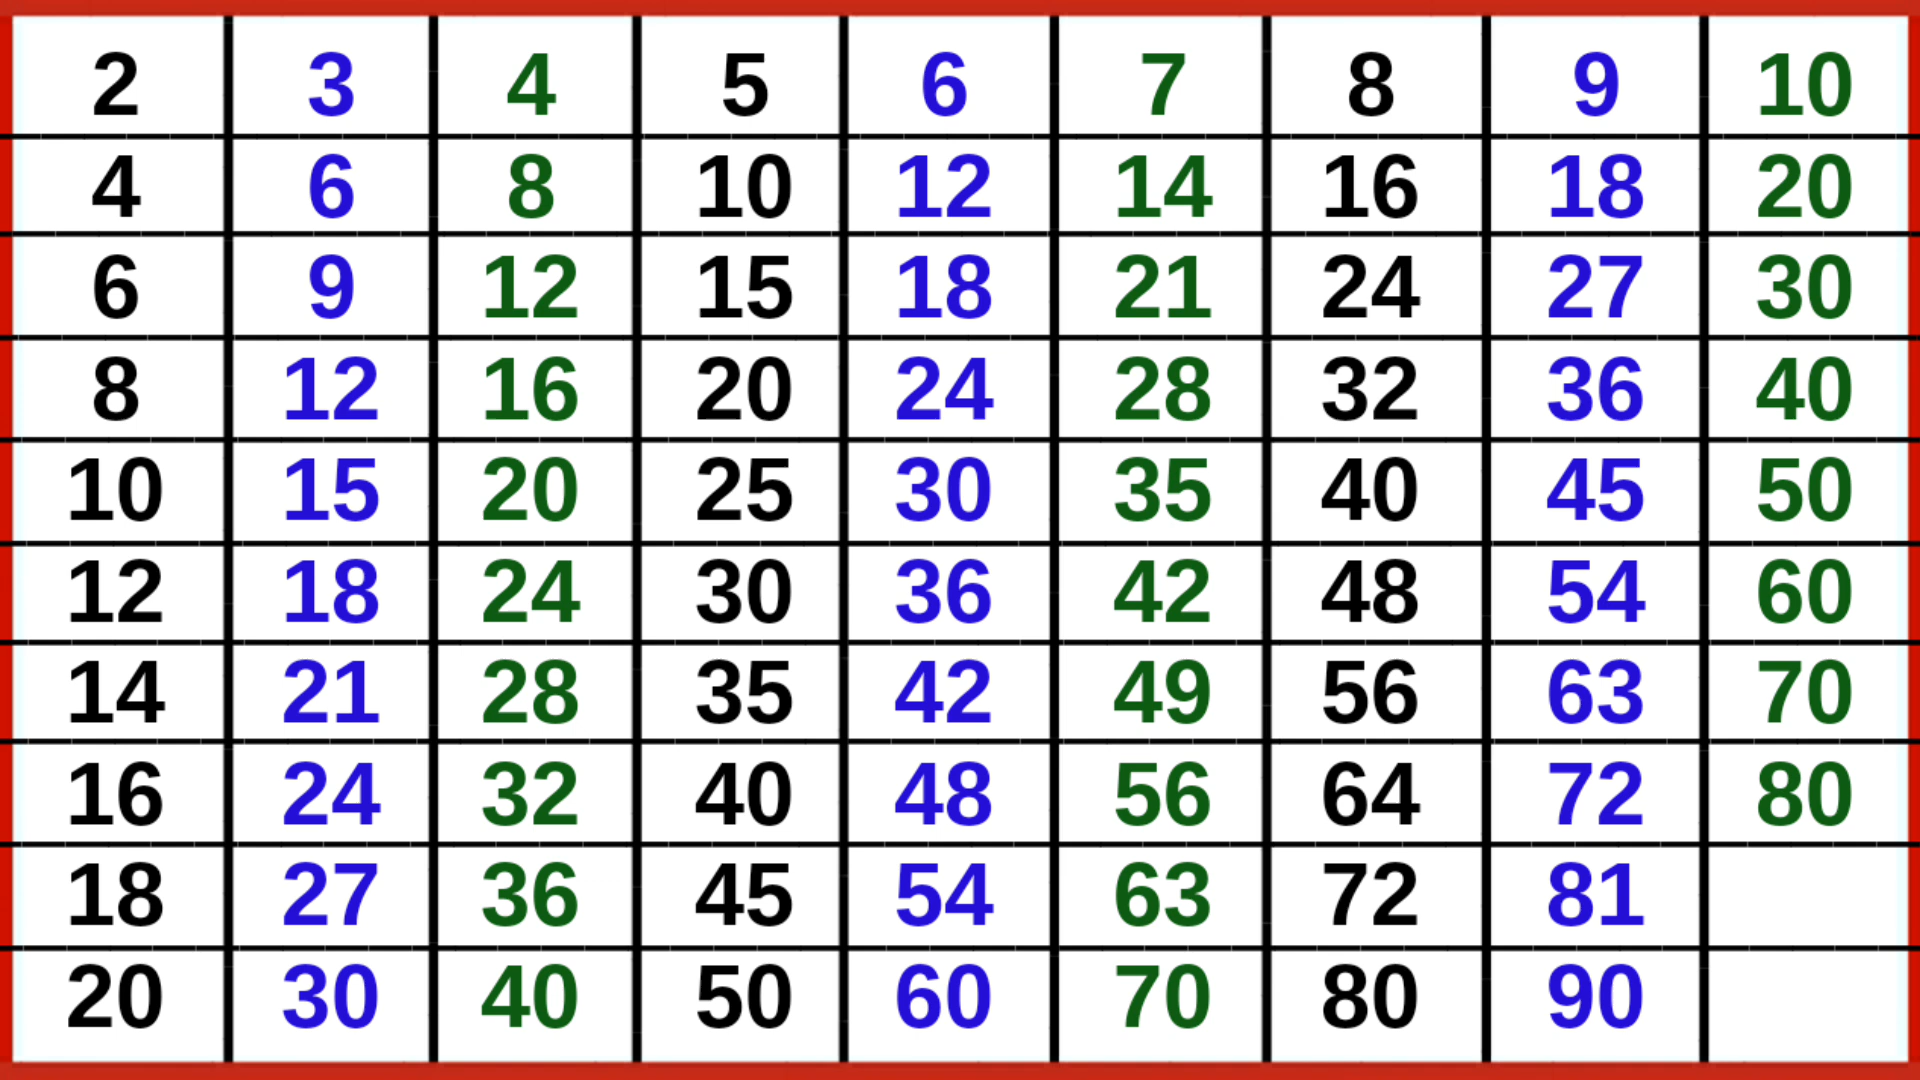 2 3 4 5 6 7 8 9 10
4 6 8 10 12 14 16 18 20
6 9 12 15 18 21 24 27 30
8 12 16 20 24 28 32 36 40
10 15 20 25 30 35 40 45 50
12 18 24 30 36 42 48 54 60
14 21 28 35 42 49 56 63 70
16 24 32 40 48 56 64 72 80
18 27 36 45 54 63 72 81
20 30 40 50 60 70 80 90